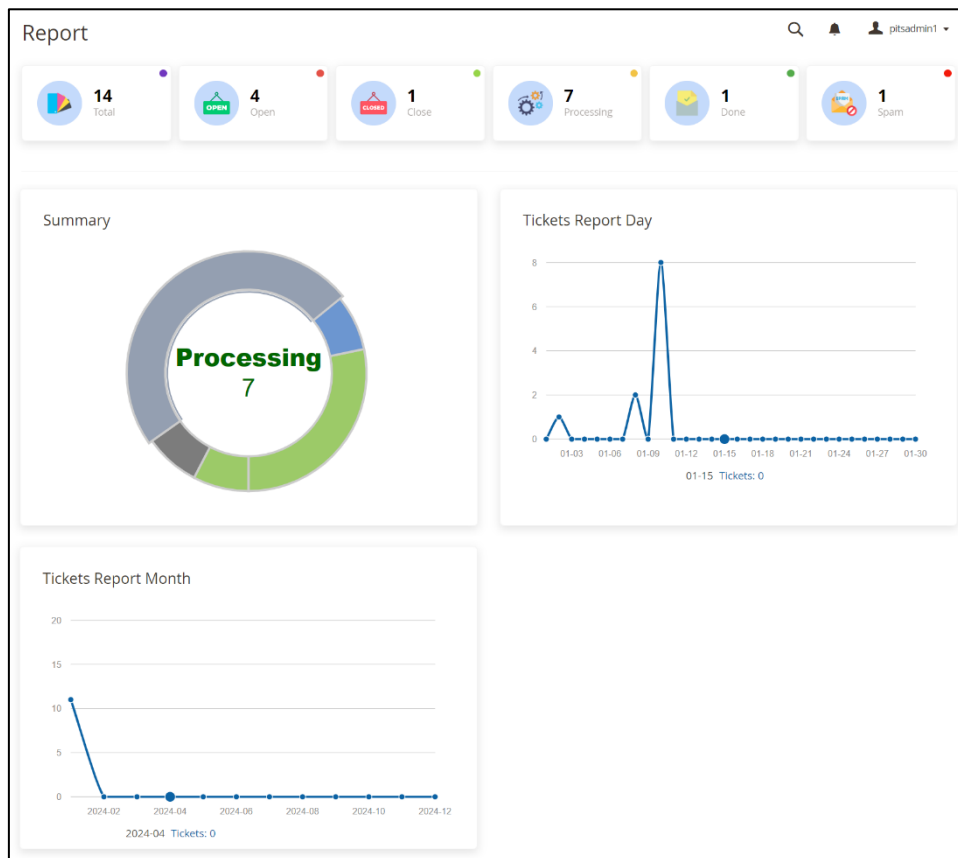 Report
pitsadmin1
14
Total
OPEN
4
Open
CLOSED
1
Close
7
Processing
1
Done
1
Spam
Summary
Processing
7
Tickets Report Day
8
6
4
2
0
01-03 01-06 01-09 01-12 01-15 01-18 01-21 01-24 01-27 01-30
01-15 Tickets: 0
Tickets Report Month
20
15
10
5
0
2024-02 2024-04 2024-06 2024-08 2024-10 2024-12
2024-04 Tickets: 0